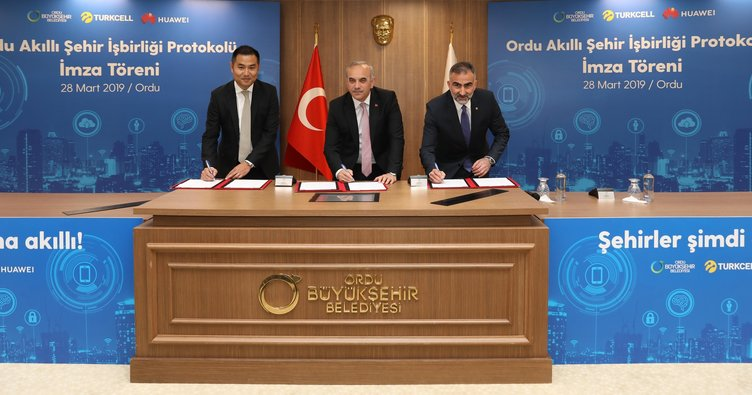 ORDU BÜYÜKŞEHİR BELEDİYESİ TURKCELL HUAWEI
du Akıllı Şehir İşbirliği Protokolü
İmza Töreni
28 Mart 2019 / Ordu
ORDU BÜYÜKŞEHİR BELEDİYESİ TURKCELL HUAWEI
Ordu Akıllı Şehir İşbirliği Protoko
İmza Töreni
28 Mart 2019 / Ordu
na akıllı!
HUAWEI
Şehirler şimdi
ORDU BÜYÜKŞEHİR BELEDİYESİ TURKCELL
ORDU
BÜYÜKŞEHİR
BELEDİYESİ